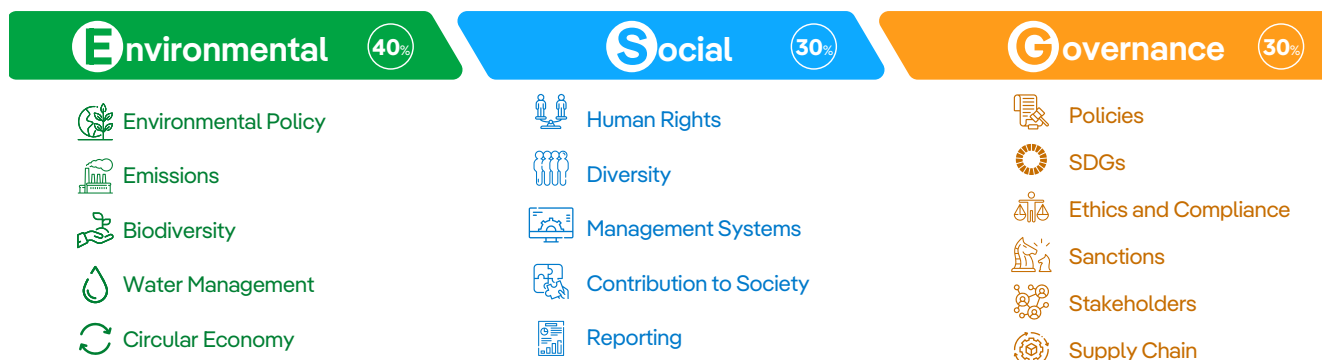 Environmental 40%
Environmental Policy
Emissions
Biodiversity
Water Management
Circular Economy
Social 30%
Human Rights
Diversity
Management Systems
Contribution to Society
Reporting
Governance 30%
Policies
SDGs
Ethics and Compliance
Sanctions
Stakeholders
Supply Chain